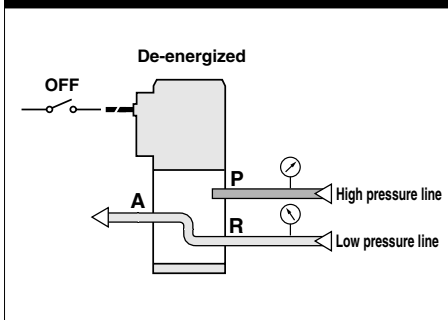 De-energized
OFF
P
High pressure line
A
R
Low pressure line